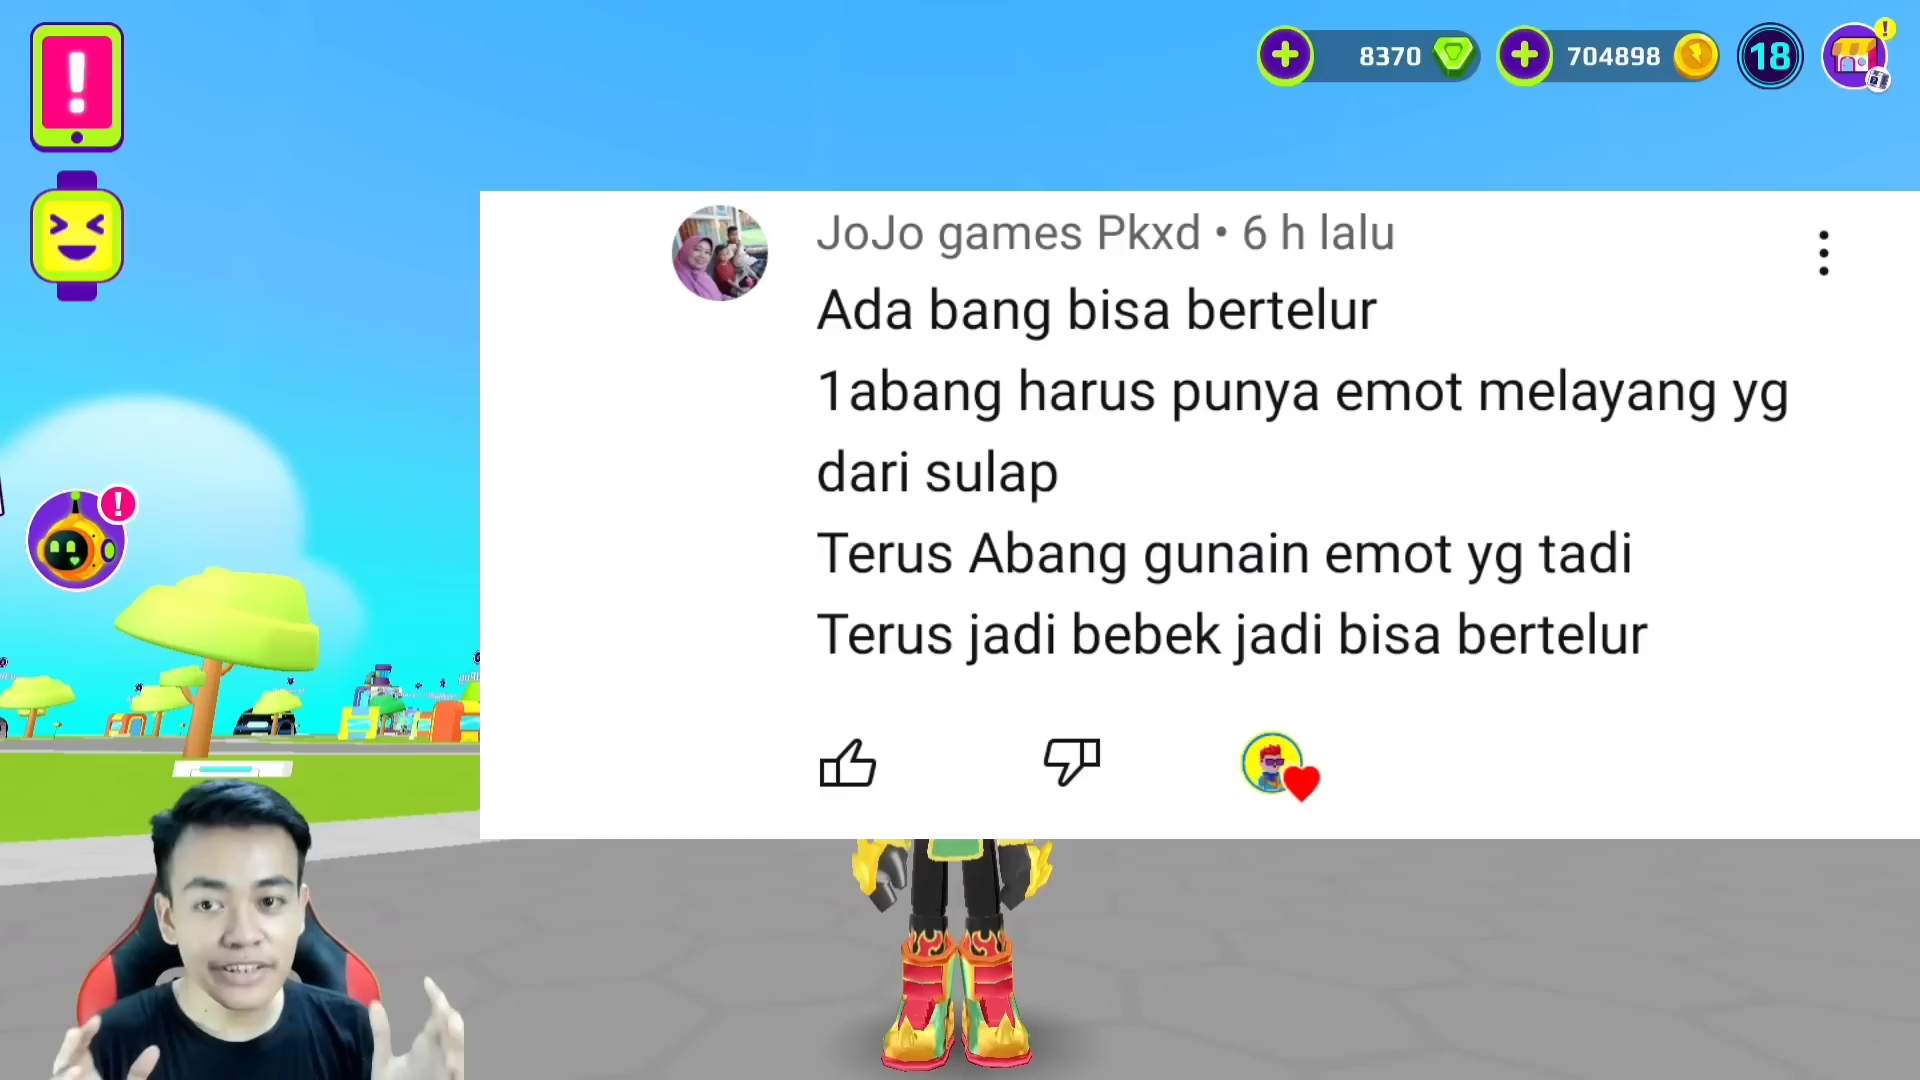 8370
704898
18
JoJo games Pkxd • 6 h lalu
Ada bang bisa bertelur
1abang harus punya emot melayang yg
dari sulap
Terus Abang gunain emot yg tadi
Terus jadi bebek jadi bisa bertelur